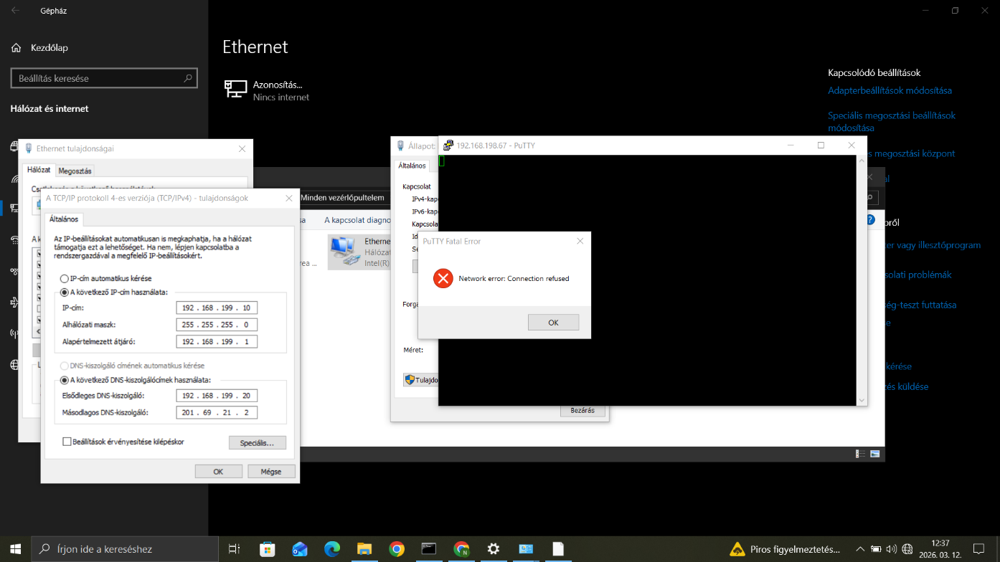 Gépház
Kezdőlap
Beállítás keresése
Hálózat és internet
Ethernet
Azonosítás...
Nincs internet
Kapcsolódó beállítások
Adapterbeállítások módosítása
Speciális megosztási beállítások
módosítása
s megosztási központ
Ethernet tulajdonságai
Hálózat
Megosztás
A TCP/IP protokoll 4-es verziója (TCP/IPv4) - tulajdonságok
Általános
Az IP-beállításokat automatikusan is megkaphatja, ha a hálózat
támogatja ezt a lehetőséget. Ha nem, lépjen kapcsolatba a
rendszergazdával a megfelelő IP-beállításokért.
IP-cím automatikus kérése
A következő IP-cím használata:
IP-cím:
192 . 168 . 199 . 10
Alhálózati maszk:
255 . 255 . 255 . 0
Alapértelmezett átjáró:
192 . 168 . 199 . 1
DNS-kiszolgáló címének automatikus kérése
A következő DNS-kiszolgálócímek használata:
Elsődleges DNS-kiszolgáló:
192 . 168 . 199 . 20
Másodlagos DNS-kiszolgáló:
201 . 69 . 21 . 2
Beállítások érvényesítése kilépéskor
Speciális...
OK
Mégse
Minden vezérlőpultelem
A kapcsolat diagno
Etherne
Hálózat
Intel(R)
Állapot:
Általános
Kapcsolat
IPv4-kap
IPv6-kap
Kapcsola
Forga
Méret:
Tulajdo
Bezárás
192.168.198.67 - PuTTY
PuTTY Fatal Error
Network error: Connection refused
OK
ról
ter vagy illesztőprogram
solati problémák
ség-teszt futtatása
kérése
zés küldése
Írjon ide a kereséshez
Piros figyelmeztetés...
12:37
2026. 03. 12.